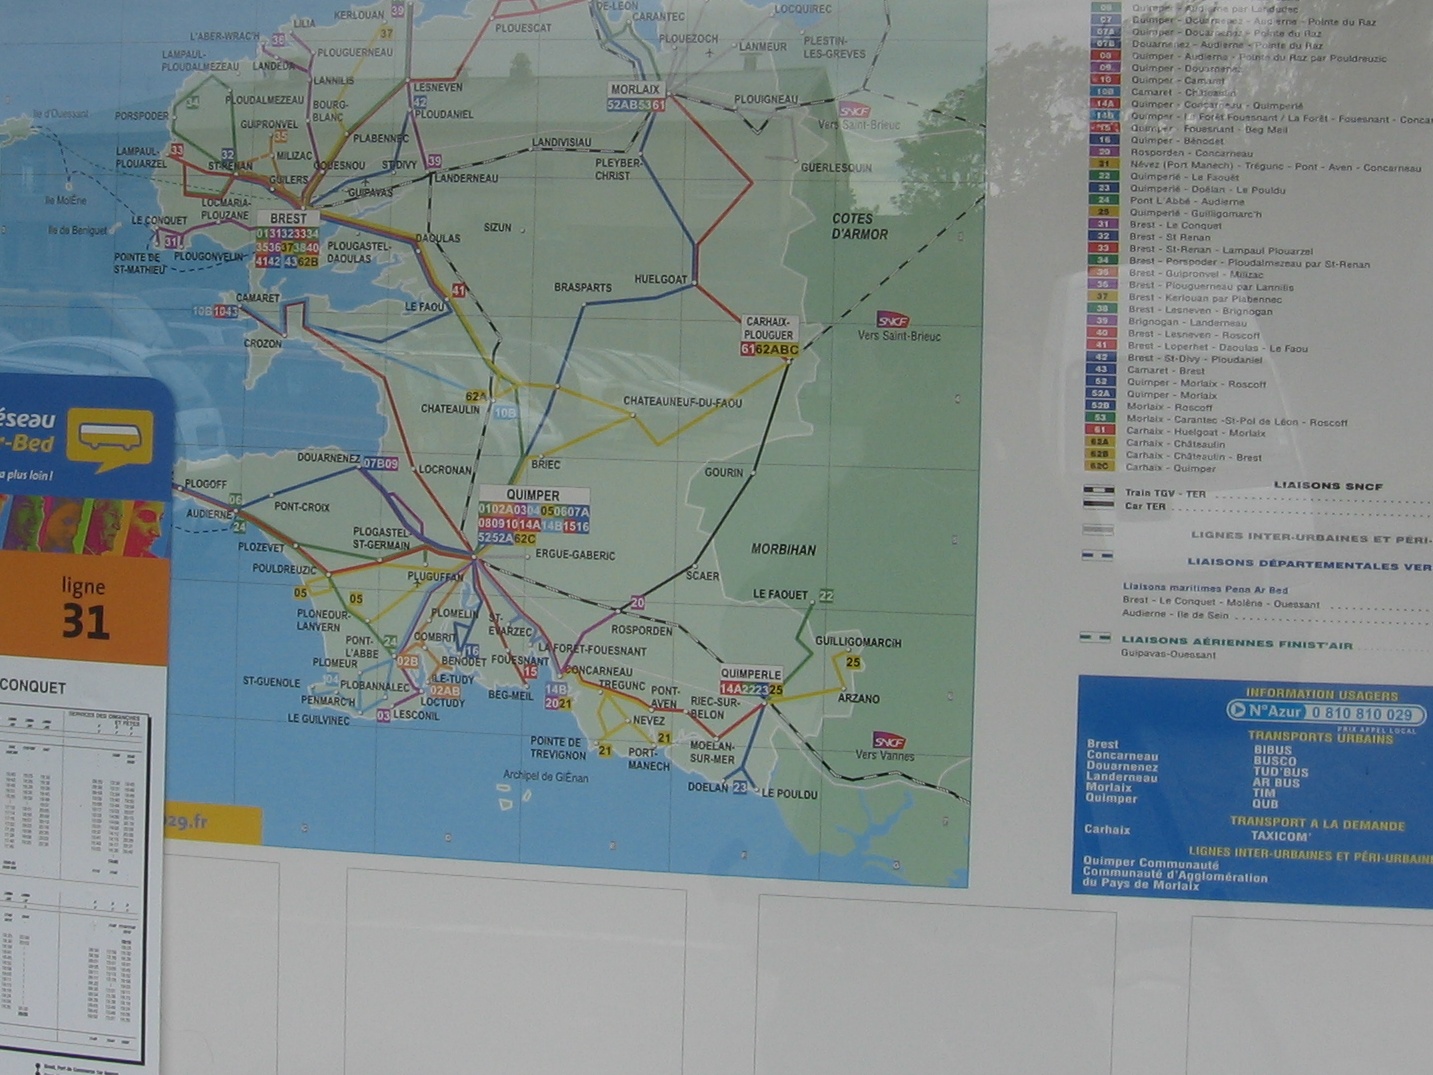 KERLOUAN
39
PLOUESCAT
CARANTEC
LOCQUIREC
LILIA
37
PLOUEZOCH
L'ABER-WRAC'H
36
PLOUGUERNEAU
LANMEUR
PLESTIN-
LES-GREVES
LAMPAUL-
PLOUDALMEZEAU
LANDEDA
LANNILIS
LESNEVEN
MORLAIX
52AB5361
PLOUDALMEZEAU
34
BOURG-
BLANC
42
PLOUDANIEL
PLOUIGNEAU
SNCF
Vers Saint-Brieuc
Ile d'Ouessant
PORSPODER
GUIPRONVEL
35
PLABENNEC
LANDIVISIAU
LAMPAUL-
PLOUARZEL
33
32
ST-RENAN
MILIZAC
GOUESNOU
ST-DIVY
39
LANDERNEAU
PLEYBER-
CHRIST
GUERLESQUIN
GUILERS
GUIPAVAS
Ile Molène
LOCMARIA-
PLOUZANE
LE CONQUET
31
BREST
0131323334
3536373840
4142 4362B
DAOULAS
SIZUN
COTES
D'ARMOR
Ile de Beniguet
POINTE DE
ST-MATHIEU
PLOUGONVELIN
PLOUGASTEL-
DAOULAS
CAMARET
10B1043
LE FAOU
41
BRASPARTS
HUELGOAT
CROZON
CARHAIX-
PLOUGUER
6162ABC
SNCF
Vers Saint-Brieuc
62A
CHATEAULIN
10B
CHATEAUNEUF-DU-FAOU
DOUARNENEZ
07B09
LOCRONAN
BRIEC
GOURIN
PLOGOFF
06
AUDIERNE
24
PONT-CROIX
QUIMPER
0102A0304050607A
08091014A14B1516
5252A62C
PLOZEVET
PLOGASTEL-
ST-GERMAIN
ERGUE-GABERIC
MORBIHAN
POULDREUZIC
PLUGUFFAN
SCAER
05
05
PLONEOUR-
LANVERN
PLOMELIN
ST-
EVARZEC
20
ROSPORDEN
LE FAOUET
22
PONT-
L'ABBE
24
COMBRIT
16
LA FORET-FOUESNANT
GUILLIGOMARC'H
25
PLOMEUR
02B
BENODET
FOUESNANT
CONCARNEAU
QUIMPERLE
14A222325
ST-GUENOLE
04
PLOBANNALEC
ILE-TUDY
02AB
LOCTUDY
15
BEG-MEIL
14B
2021
TREGUNC
PONT-
AVEN
RIEC-SUR-
BELON
ARZANO
PENMARC'H
LE GUILVINEC
03
LESCONIL
NEVEZ
21
21
POINTE DE
TREVIGNON
PORT-
MANECH
MOELAN-
SUR-MER
SNCF
Vers Vannes
DOELAN
23
LE POULDU
Archipel de Glénan
06 Quimper - Audierne par Landudec
07 Quimper - Douarnenez - Audierne - Pointe du Raz
07A Quimper - Douarnenez - Pointe du Raz
07B Douarnenez - Audierne - Pointe du Raz
08 Quimper - Audierne - Pointe du Raz par Pouldreuzic
09 Quimper - Douarnenez
10 Quimper - Camaret
10B Camaret - Châteaulin
14A Quimper - Concarneau - Quimperlé
14B Quimper - La Forêt Fouesnant / La Forêt - Fouesnant - Concar
15 Quimper - Fouesnant - Beg Meil
16 Quimper - Bénodet
20 Rosporden - Concarneau
21 Névez (Port Manech) - Trégunc - Pont - Aven - Concarneau
22 Quimperlé - Le Faouët
23 Quimperlé - Doëlan - Le Pouldu
24 Pont L'Abbé - Audierne
25 Quimperlé - Guilligomarc'h
31 Brest - Le Conquet
32 Brest - St Renan
33 Brest - St-Renan - Lampaul Plouarzel
34 Brest - Porspoder - Ploudalmezeau par St-Renan
35 Brest - Guipronvel - Milizac
36 Brest - Plouguerneau par Lannilis
37 Brest - Kerlouan par Plabennec
38 Brest - Lesneven - Brignogan
39 Brignogan - Landerneau
40 Brest - Lesneven - Roscoff
41 Brest - Loperhet - Daoulas - Le Faou
42 Brest - St-Divy - Ploudaniel
43 Camaret - Brest
52 Quimper - Morlaix - Roscoff
52A Quimper - Morlaix
52B Morlaix - Roscoff
53 Morlaix - Carantec -St-Pol de Léon - Roscoff
61 Carhaix - Huelgoat - Morlaix
62A Carhaix - Châteaulin
62B Carhaix - Châteaulin - Brest
62C Carhaix - Quimper
LIAISONS SNCF
Train TGV - TER
Car TER
LIGNES INTER-URBAINES ET PÉRI-
LIAISONS DÉPARTEMENTALES VER
Liaisons maritimes Penn Ar Bed
Brest - Le Conquet - Molène - Ouessant
Audierne - Ile de Sein
LIAISONS AÉRIENNES FINIST'AIR
Guipavas-Ouessant
INFORMATION USAGERS
N°Azur 0 810 810 029
PRIX APPEL LOCAL
TRANSPORTS URBAINS
Brest BIBUS
Concarneau BUSCO
Douarnenez TUD'BUS
Landerneau AR BUS
Morlaix TIM
Quimper QUB
TRANSPORT A LA DEMANDE
Carhaix TAXICOM'
LIGNES INTER-URBAINES ET PÉRI-URBAINE
Quimper Communauté
Communauté d'Agglomération
du Pays de Morlaix
éseau
r-Bed
a plus loin !
ligne
31
CONQUET
SERVICES DES DIMANCHES
ET FÊTES
29.fr